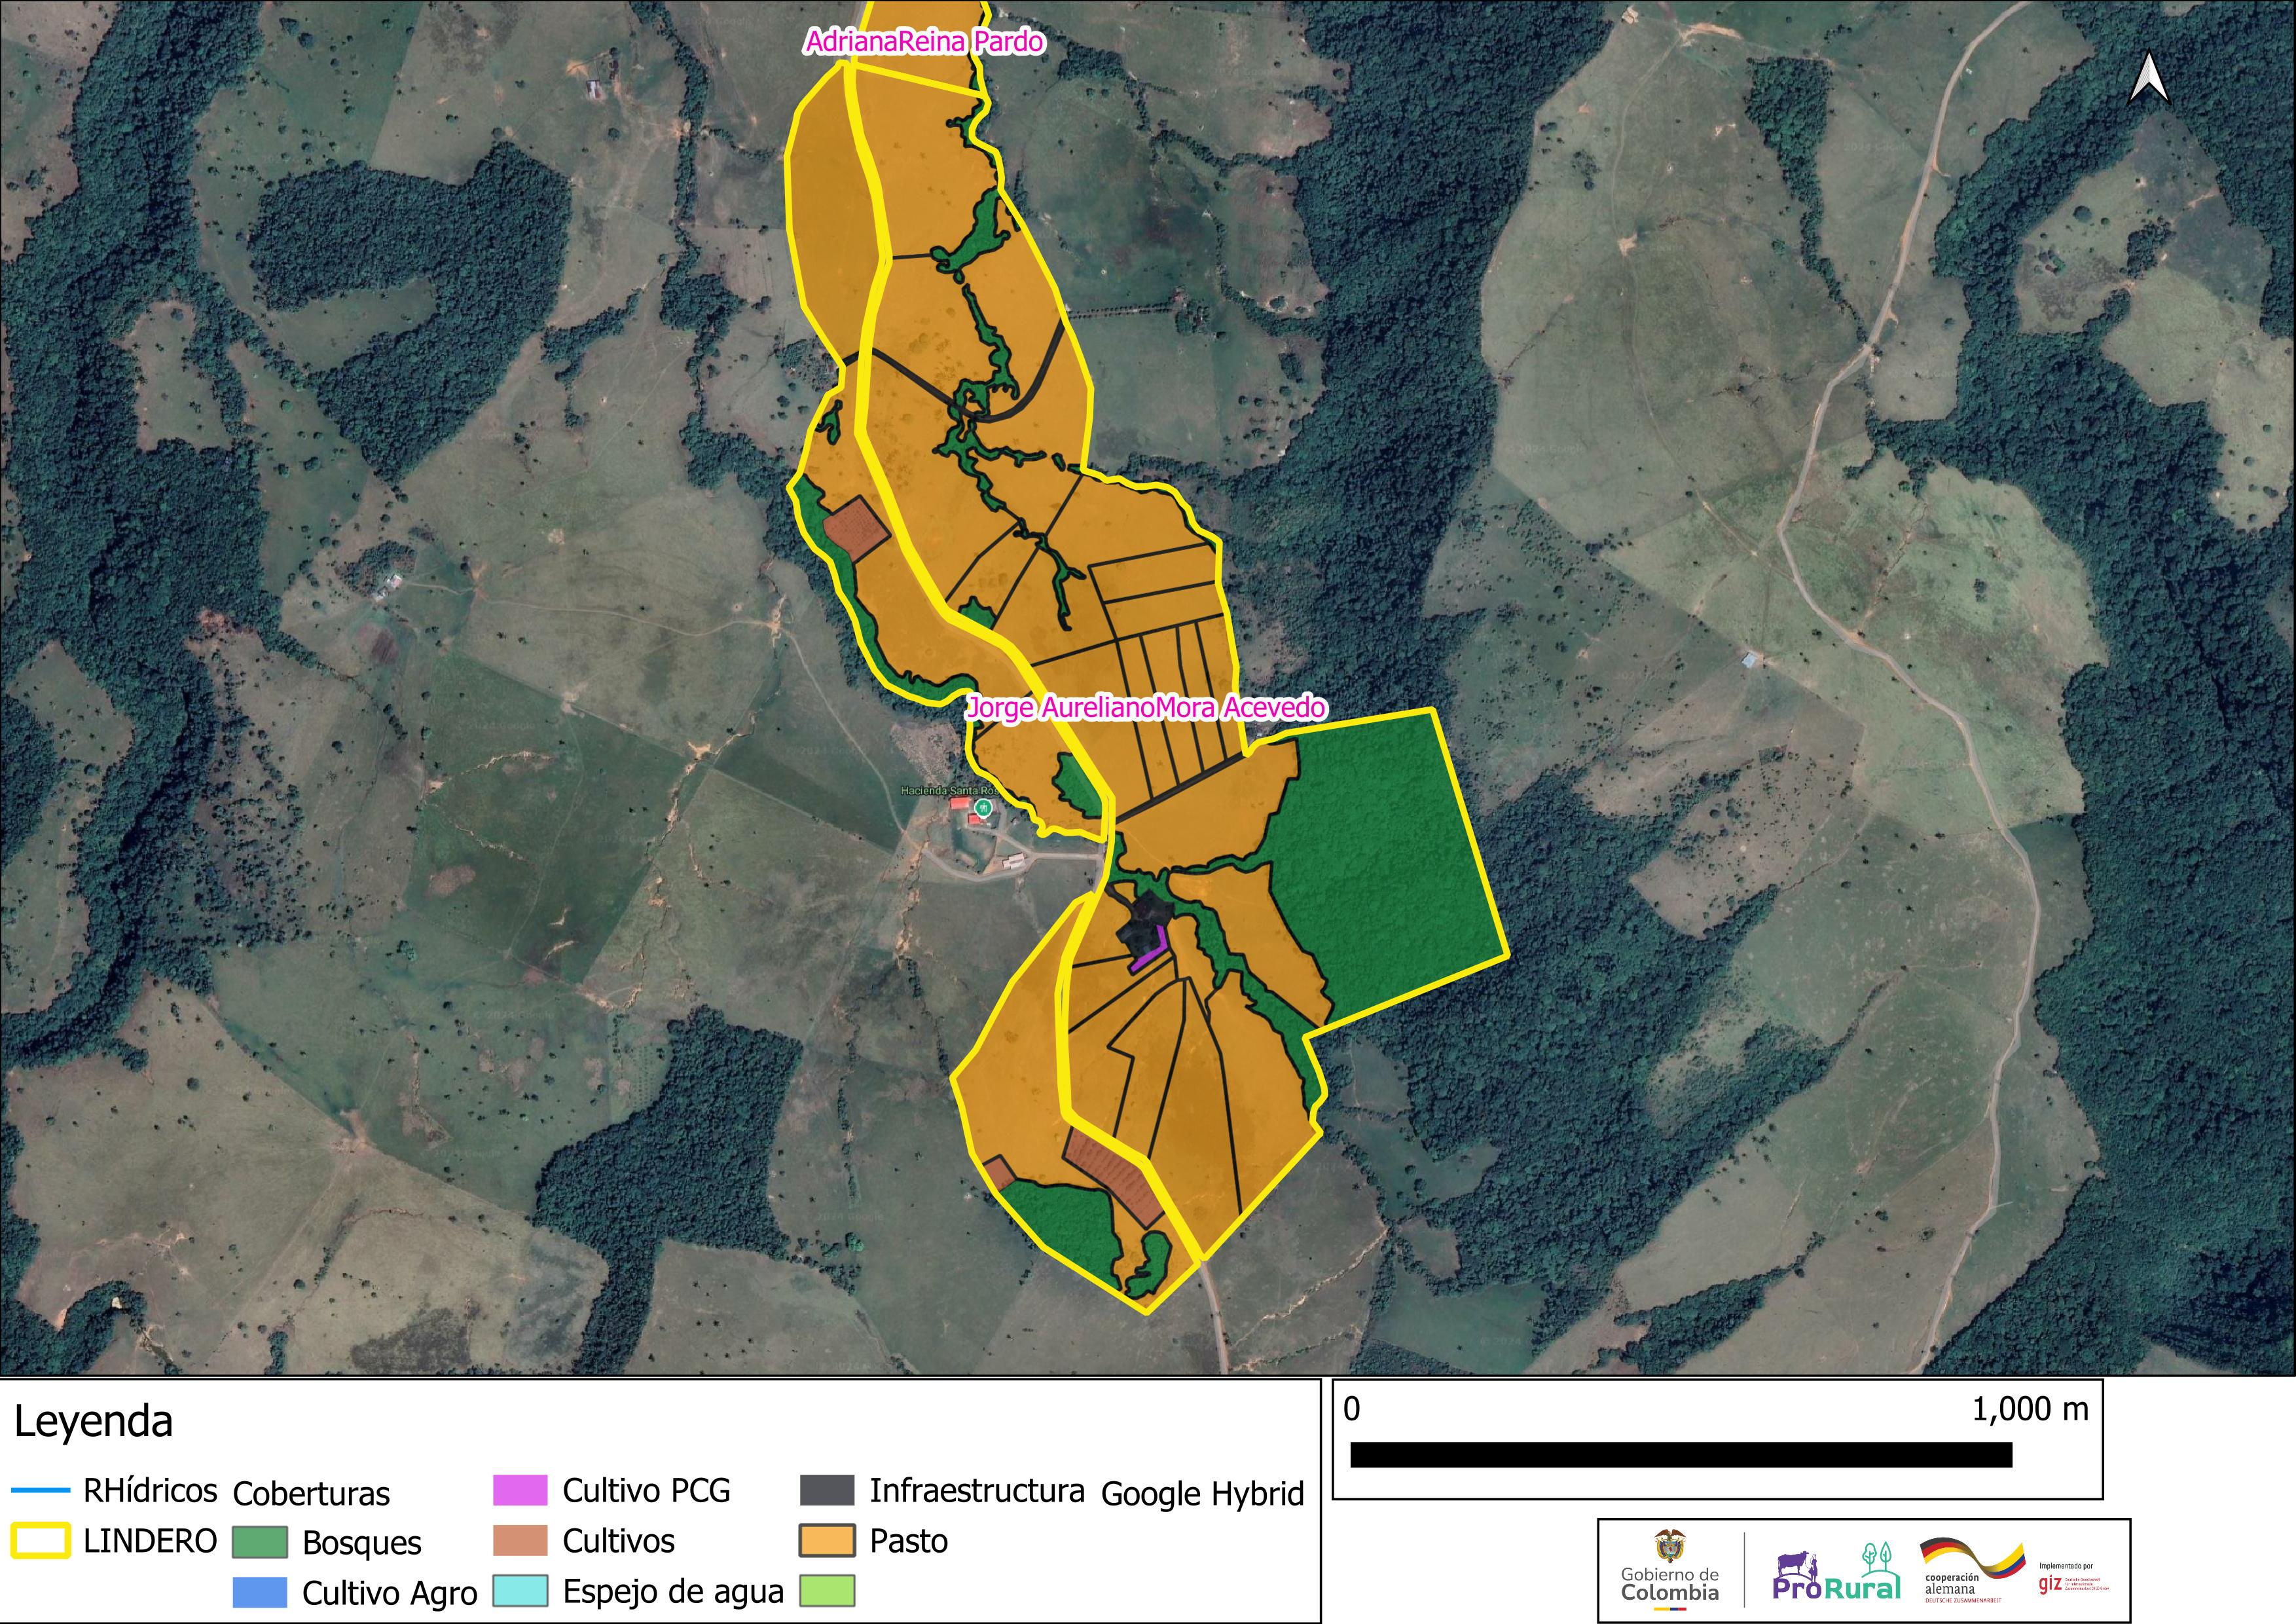 AdrianaReina Pardo
Jorge AurelianoMora Acevedo
Hacienda Santa Ros
Leyenda
RHídricos
LINDERO
Coberturas
Bosques
Cultivo Agro
Cultivo PCG
Cultivos
Espejo de agua
Infraestructura
Pasto
Google Hybrid
0 1,000 m
Gobierno de
Colombia
ProRural
cooperación
alemana
DEUTSCHE ZUSAMMENARBEIT
Implementado por
giz